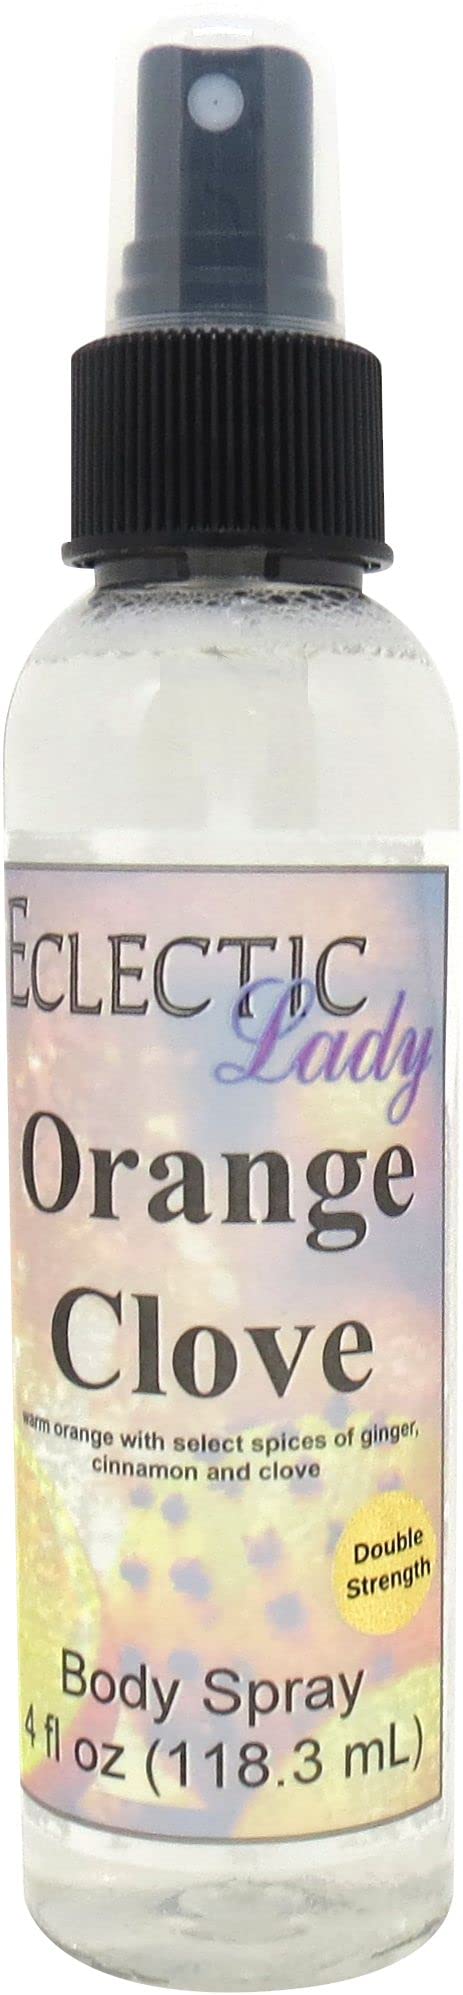 ECLECTIC
Lady
Orange
Clove
warm orange with select spices of ginger,
cinnamon and clove
Double
Strength
Body Spray
4 fl oz (118.3 mL)